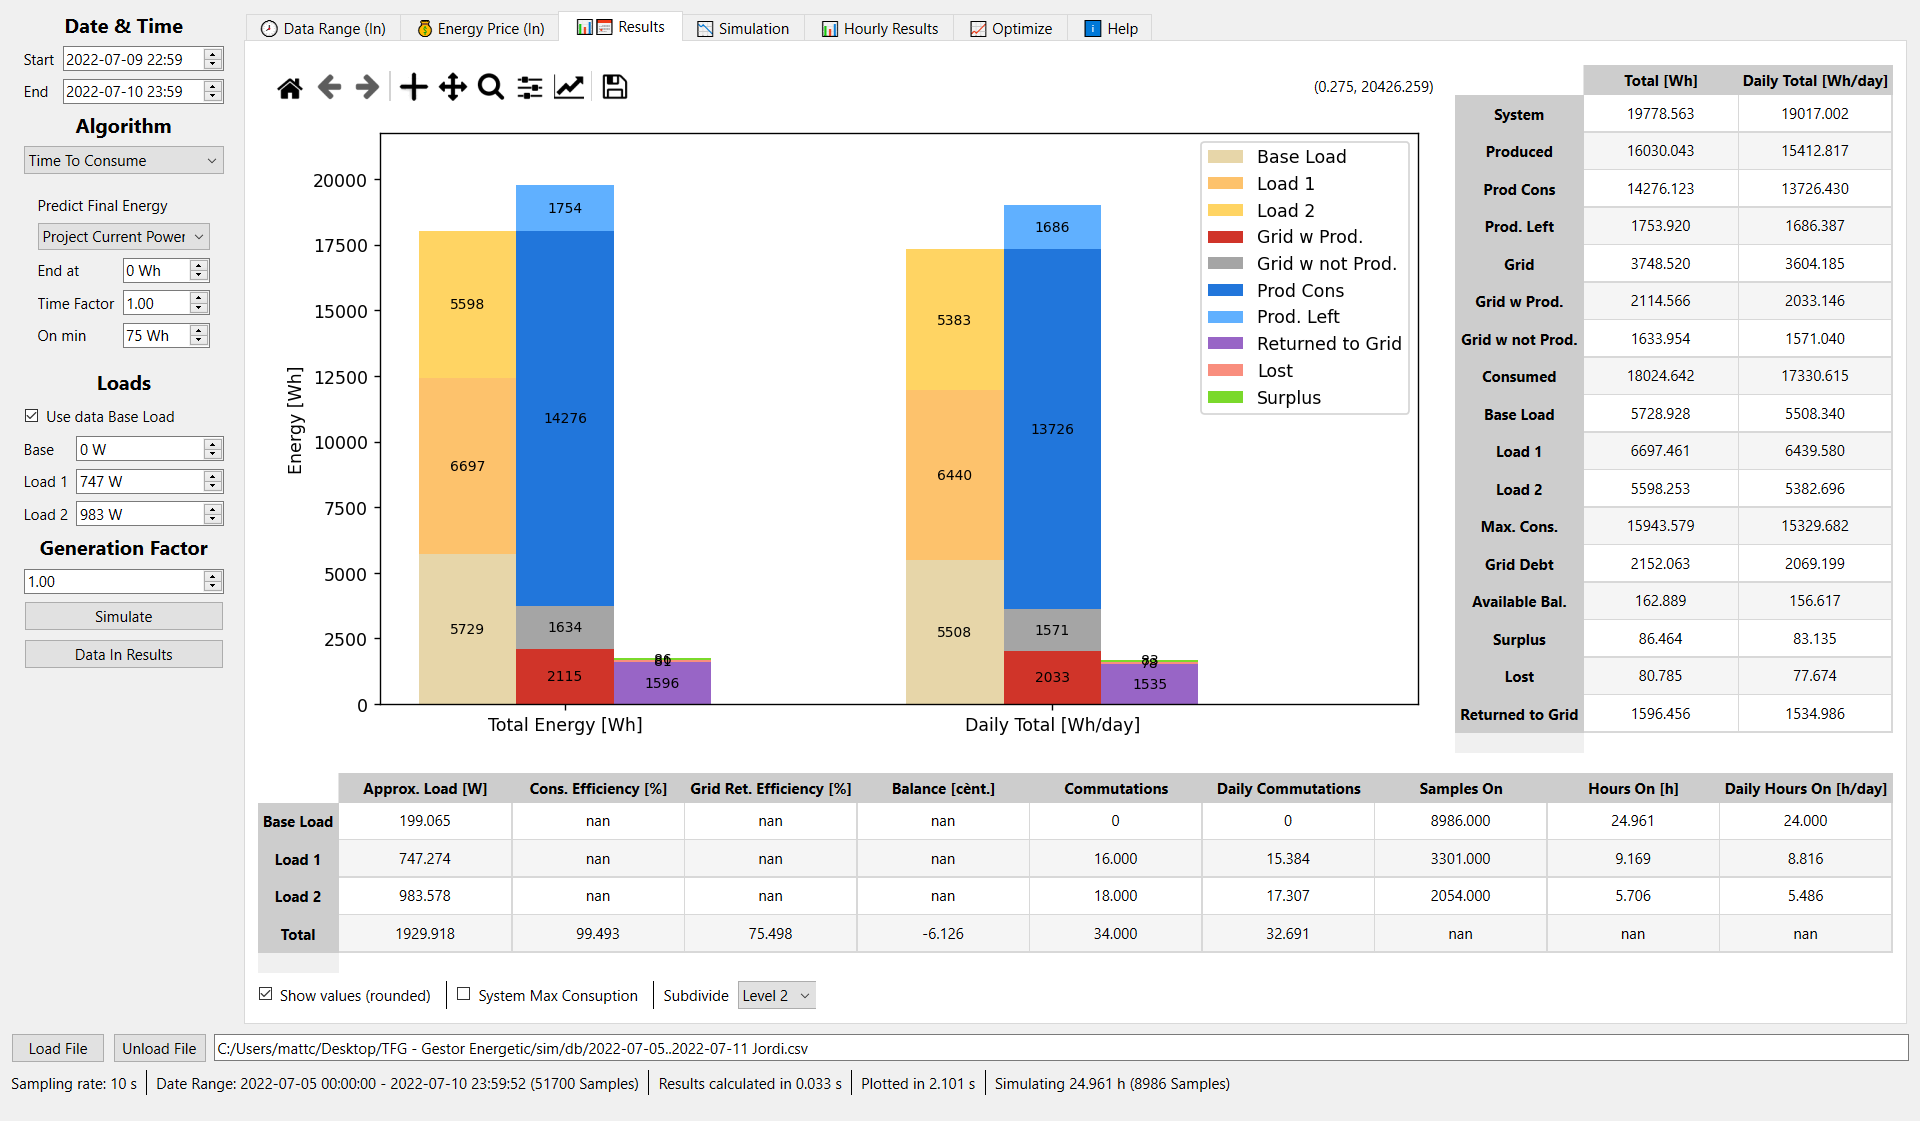 Date & Time
Start 2022-07-09 22:59
End 2022-07-10 23:59
Algorithm
Time To Consume
Predict Final Energy
Project Current Power
End at 0 Wh
Time Factor 1.00
On min 75 Wh
Loads
Use data Base Load
Base 0 W
Load 1 747 W
Load 2 983 W
Generation Factor
1.00
Simulate
Data In Results
Data Range (In) Energy Price (In) Results Simulation Hourly Results Optimize Help
(0.275, 20426.259)
Energy [Wh]
20000
17500
15000
12500
10000
7500
5000
2500
0
5598
6697
5729
1754
14276
1634
2115
86
81
1596
5383
6440
5508
1686
13726
1571
2033
83
78
1535
Total Energy [Wh] Daily Total [Wh/day]
Base Load
Load 1
Load 2
Grid w Prod.
Grid w not Prod.
Prod Cons
Prod. Left
Returned to Grid
Lost
Surplus
Total [Wh] Daily Total [Wh/day]
System 19778.563 19017.002
Produced 16030.043 15412.817
Prod Cons 14276.123 13726.430
Prod. Left 1753.920 1686.387
Grid 3748.520 3604.185
Grid w Prod. 2114.566 2033.146
Grid w not Prod. 1633.954 1571.040
Consumed 18024.642 17330.615
Base Load 5728.928 5508.340
Load 1 6697.461 6439.580
Load 2 5598.253 5382.696
Max. Cons. 15943.579 15329.682
Grid Debt 2152.063 2069.199
Available Bal. 162.889 156.617
Surplus 86.464 83.135
Lost 80.785 77.674
Returned to Grid 1596.456 1534.986
Approx. Load [W] Cons. Efficiency [%] Grid Ret. Efficiency [%] Balance [cènt.] Commutations Daily Commutations Samples On Hours On [h] Daily Hours On [h/day]
Base Load 199.065 nan nan nan 0 0 8986.000 24.961 24.000
Load 1 747.274 nan nan nan 16.000 15.384 3301.000 9.169 8.816
Load 2 983.578 nan nan nan 18.000 17.307 2054.000 5.706 5.486
Total 1929.918 99.493 75.498 -6.126 34.000 32.691 nan nan nan
Show values (rounded) System Max Consuption Subdivide Level 2
Load File Unload File C:/Users/mattc/Desktop/TFG - Gestor Energetic/sim/db/2022-07-05..2022-07-11 Jordi.csv
Sampling rate: 10 s Date Range: 2022-07-05 00:00:00 - 2022-07-10 23:59:52 (51700 Samples) Results calculated in 0.033 s Plotted in 2.101 s Simulating 24.961 h (8986 Samples)